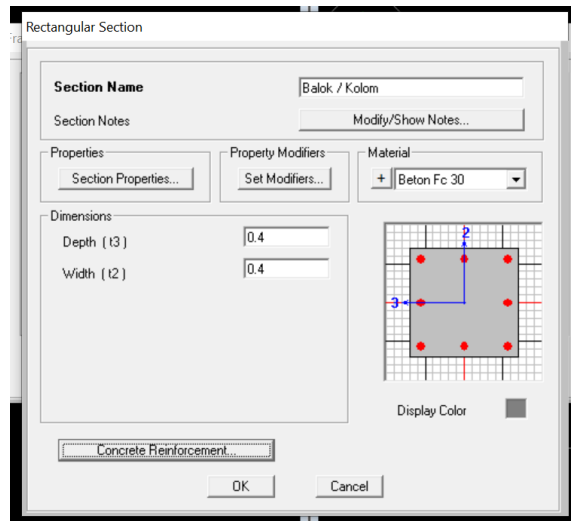 Rectangular Section
Fra
Section Name
Balok / Kolom
Section Notes
Modify/Show Notes...
Properties
Section Properties...
Property Modifiers
Set Modifiers...
Material
+
Beton Fc 30
Dimensions
Depth ( t3 )
0.4
Width ( t2 )
0.4
2
3
Display Color
Concrete Reinforcement...
OK
Cancel